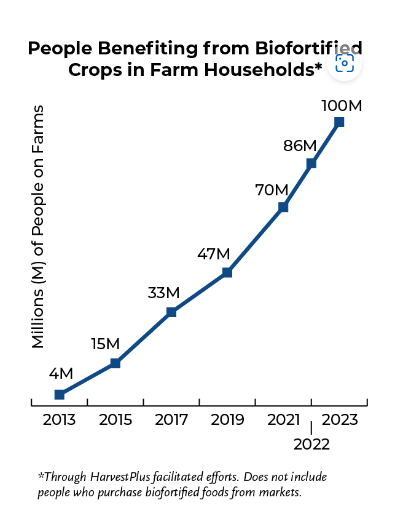 People Benefiting from Biofortified
Crops in Farm Households*
Millions (M) of People on Farms
100M
86M
70M
47M
33M
15M
4M
2013 2015 2017 2019 2021 2023
2022
*Through HarvestPlus facilitated efforts. Does not include
people who purchase biofortified foods from markets.